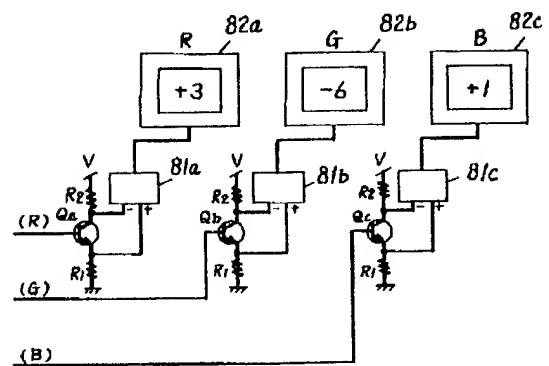 R 82a G 82b B 82c
+3 -6 +1
V 81a V 81b V 81c
R2 - + R2 - + R2 - +
(R) Qa Qb Qc
R1 R1 R1
(G)
(B)